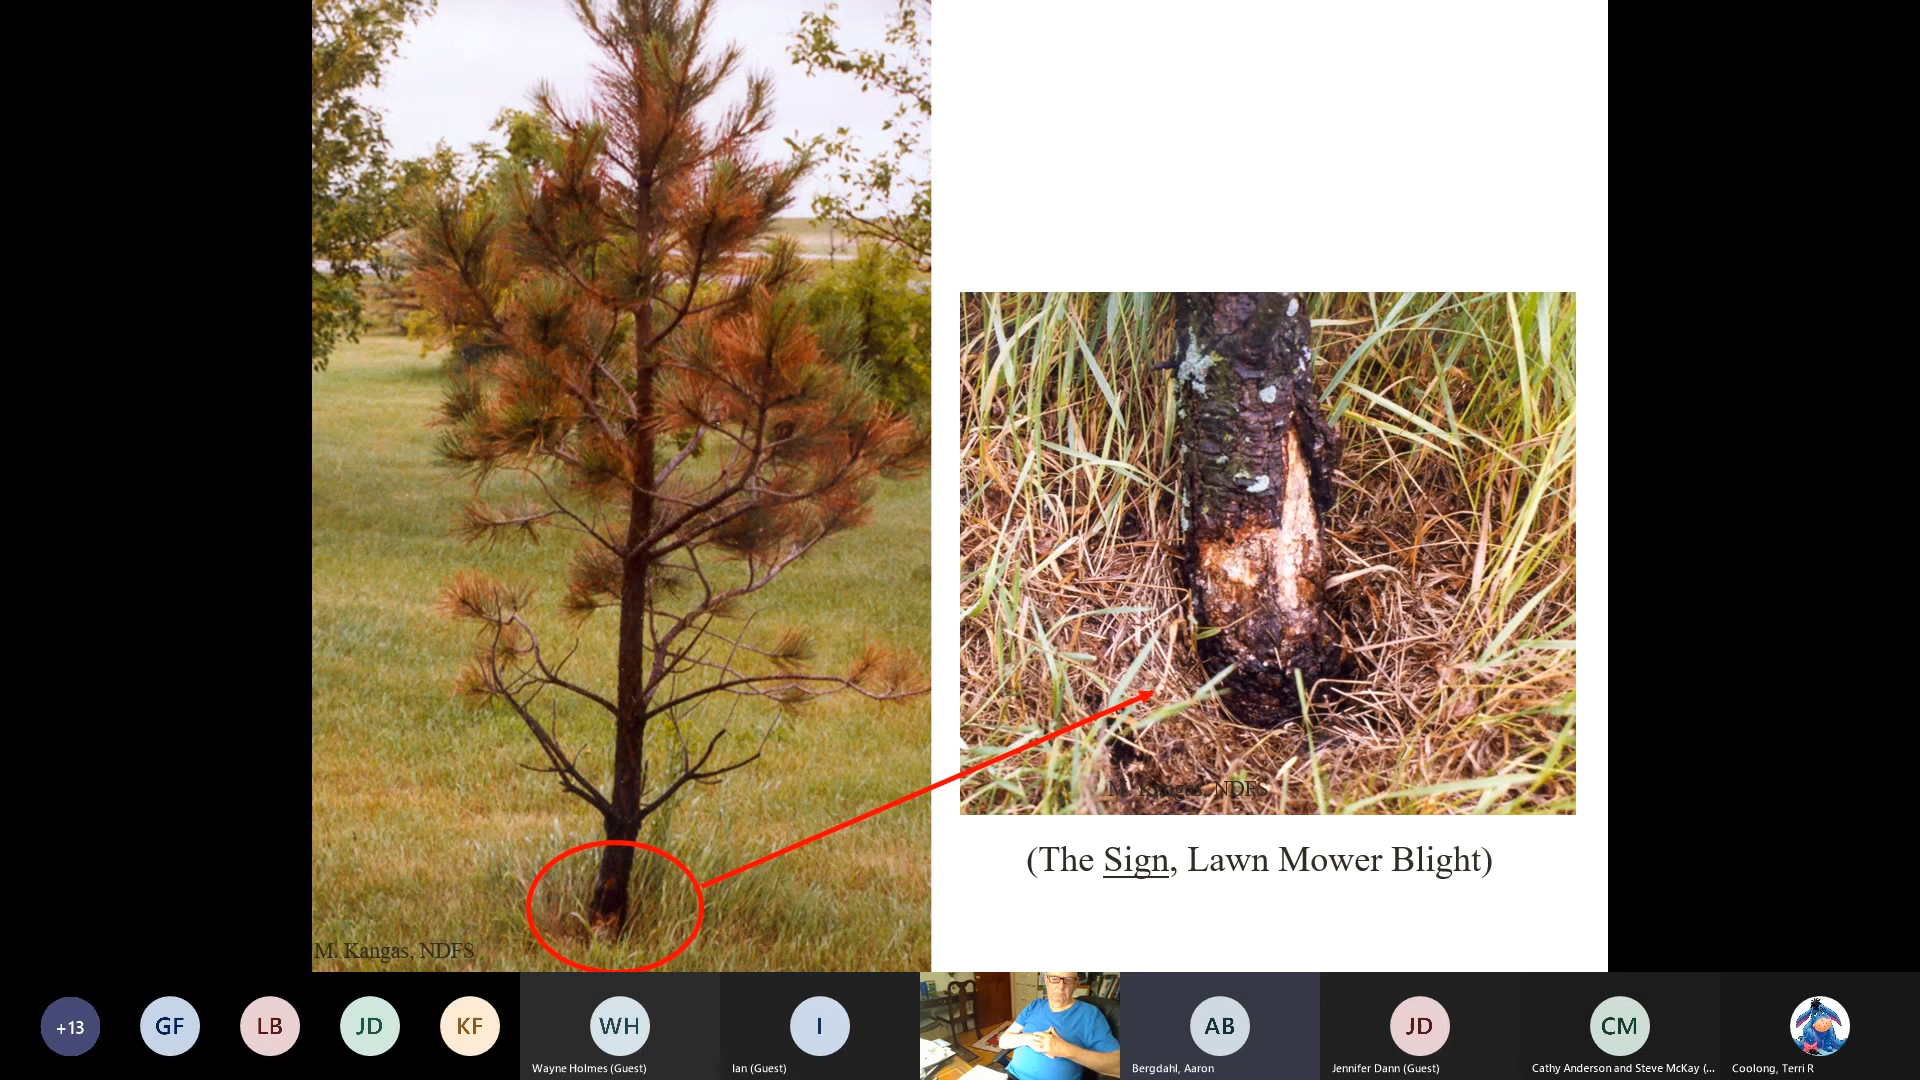 M. Kangas, NDFS
(The Sign, Lawn Mower Blight)
M. Kangas, NDFS
+13
GF
LB
JD
KF
WH
Wayne Holmes (Guest)
I
Ian (Guest)
AB
Bergdahl, Aaron
JD
Jennifer Dann (Guest)
CM
Cathy Anderson and Steve McKay (...
Coolong, Terri R